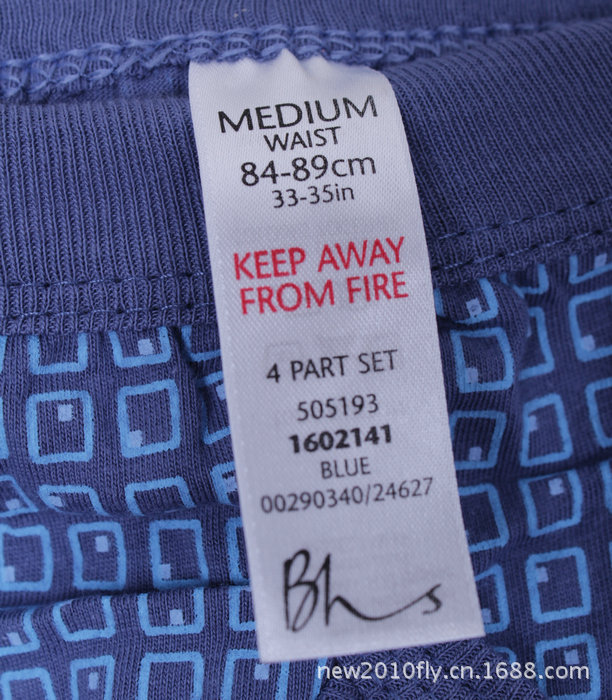 MEDIUM
WAIST
84-89cm
33-35in
KEEP AWAY
FROM FIRE
4 PART SET
505193
1602141
BLUE
00290340/24627
Bhs
new2010fly.cn.1688.com